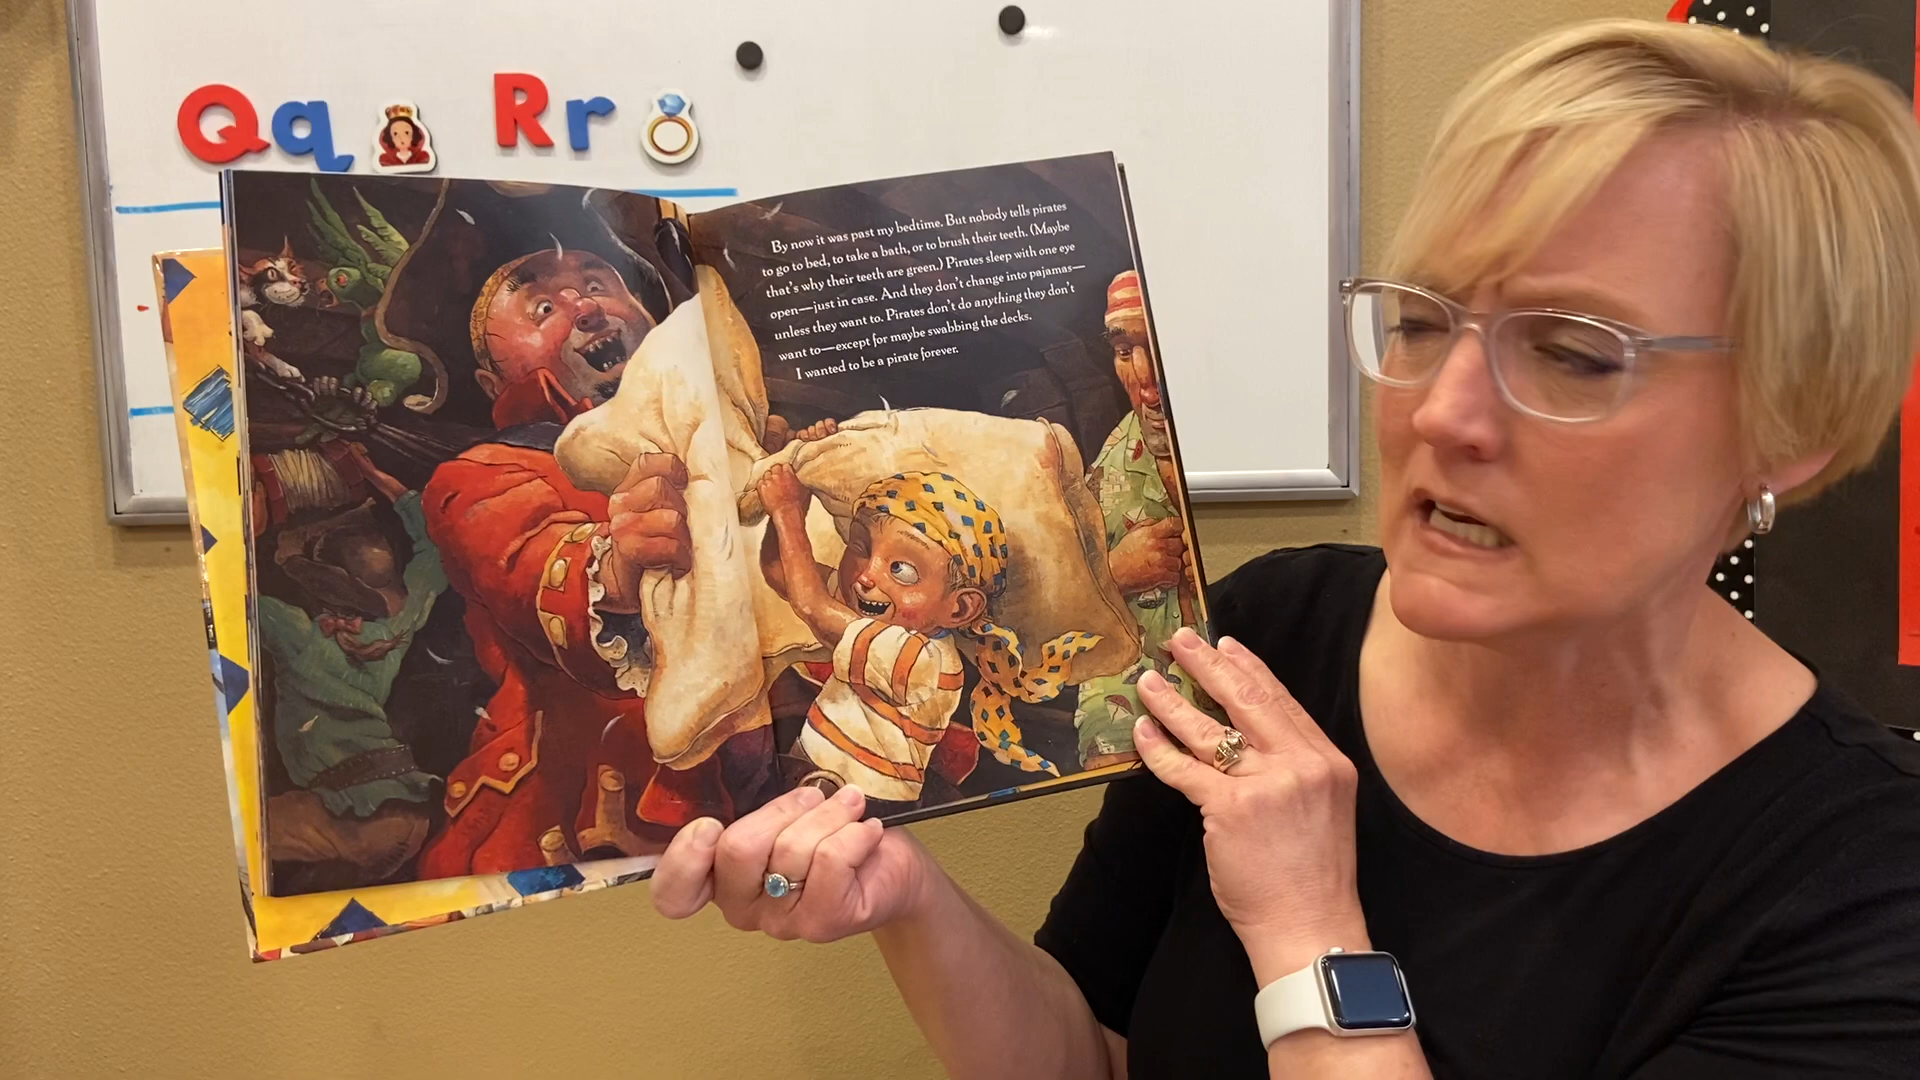 Qq Rr
By now it was past my bedtime. But nobody tells pirates
to go to bed, to take a bath, or to brush their teeth. (Maybe
that's why their teeth are green.) Pirates sleep with one eye
open—just in case. And they don't change into pajamas—
unless they want to. Pirates don't do anything they don't
want to—except for maybe swabbing the decks.
I wanted to be a pirate forever.